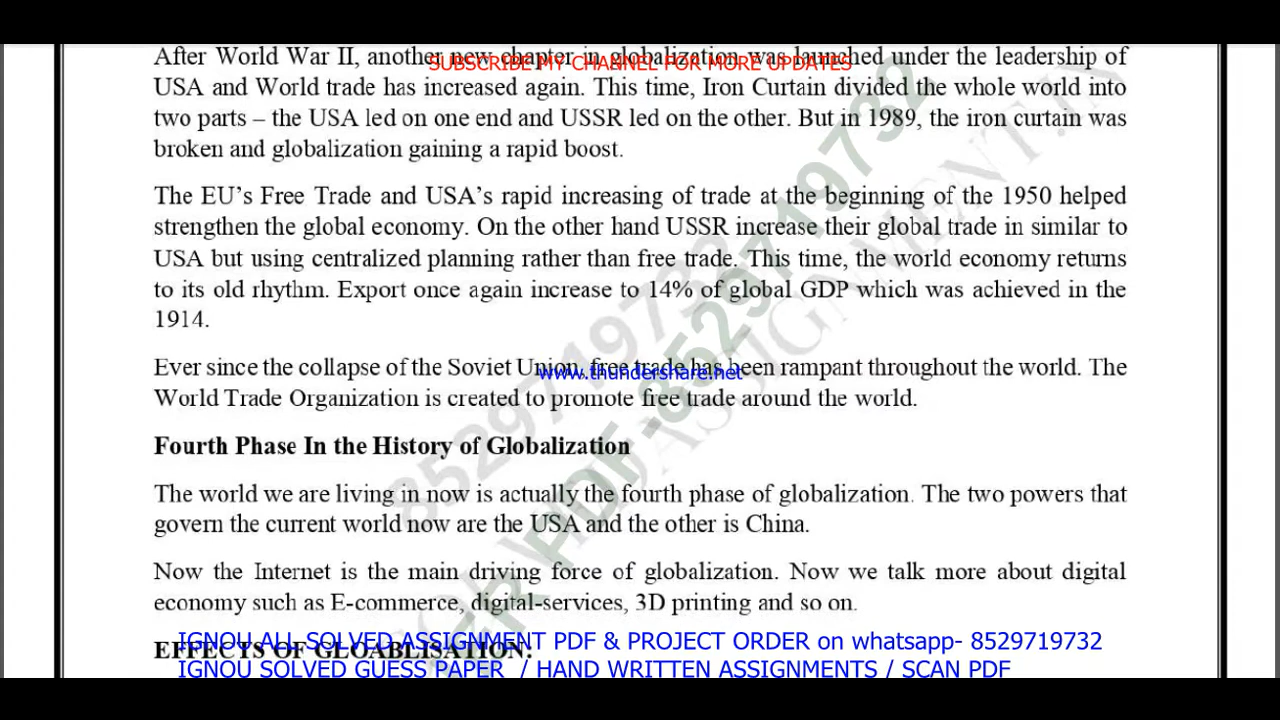 After World War II, another new chapter in globalization was launched under the leadership of
SUBSCRIBE MY CHANNEL FOR MORE UPDATES
USA and World trade has increased again. This time, Iron Curtain divided the whole world into
two parts – the USA led on one end and USSR led on the other. But in 1989, the iron curtain was
broken and globalization gaining a rapid boost.
The EU's Free Trade and USA's rapid increasing of trade at the beginning of the 1950 helped
strengthen the global economy. On the other hand USSR increase their global trade in similar to
USA but using centralized planning rather than free trade. This time, the world economy returns
to its old rhythm. Export once again increase to 14% of global GDP which was achieved in the
1914.
Ever since the collapse of the Soviet Union, free trade has been rampant throughout the world. The
www.thundershare.net
World Trade Organization is created to promote free trade around the world.
Fourth Phase In the History of Globalization
The world we are living in now is actually the fourth phase of globalization. The two powers that
govern the current world now are the USA and the other is China.
Now the Internet is the main driving force of globalization. Now we talk more about digital
economy such as E-commerce, digital-services, 3D printing and so on.
IGNOU ALL SOLVED ASSIGNMENT PDF & PROJECT ORDER on whatsapp- 8529719732
EFFECTS OF GLOABLISATION:
IGNOU SOLVED GUESS PAPER / HAND WRITTEN ASSIGNMENTS / SCAN PDF
8529719732
PDF -8529719732